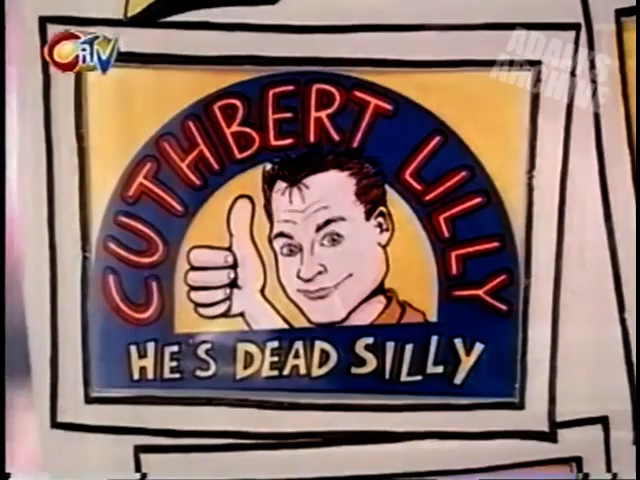 CiTV
ADAM'S
ARCHIVE
CUTHBERT LILLY
HE'S DEAD SILLY